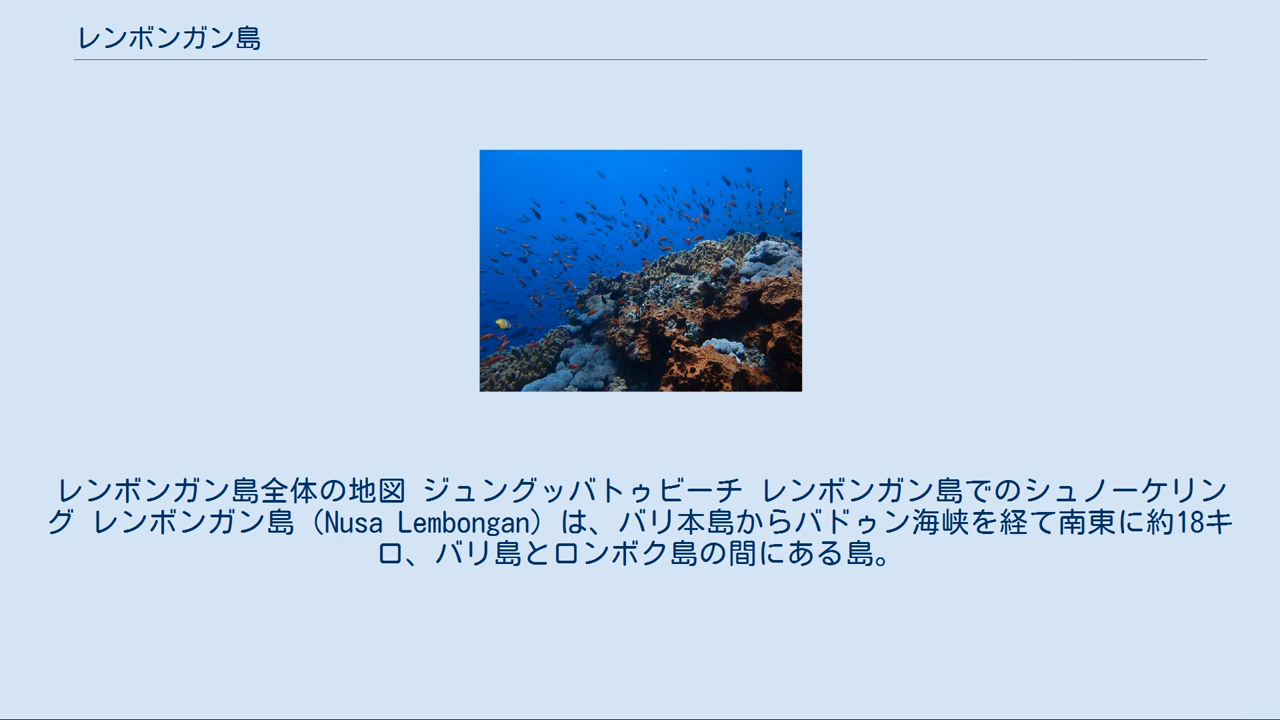 レンボンガン島
レンボンガン島全体の地図 ジュングッバトゥビーチ レンボンガン島でのシュノーケリン
グ レンボンガン島（Nusa Lembongan）は、バリ本島からバドゥン海峡を経て南東に約18キ
ロ、バリ島とロンボク島の間にある島。